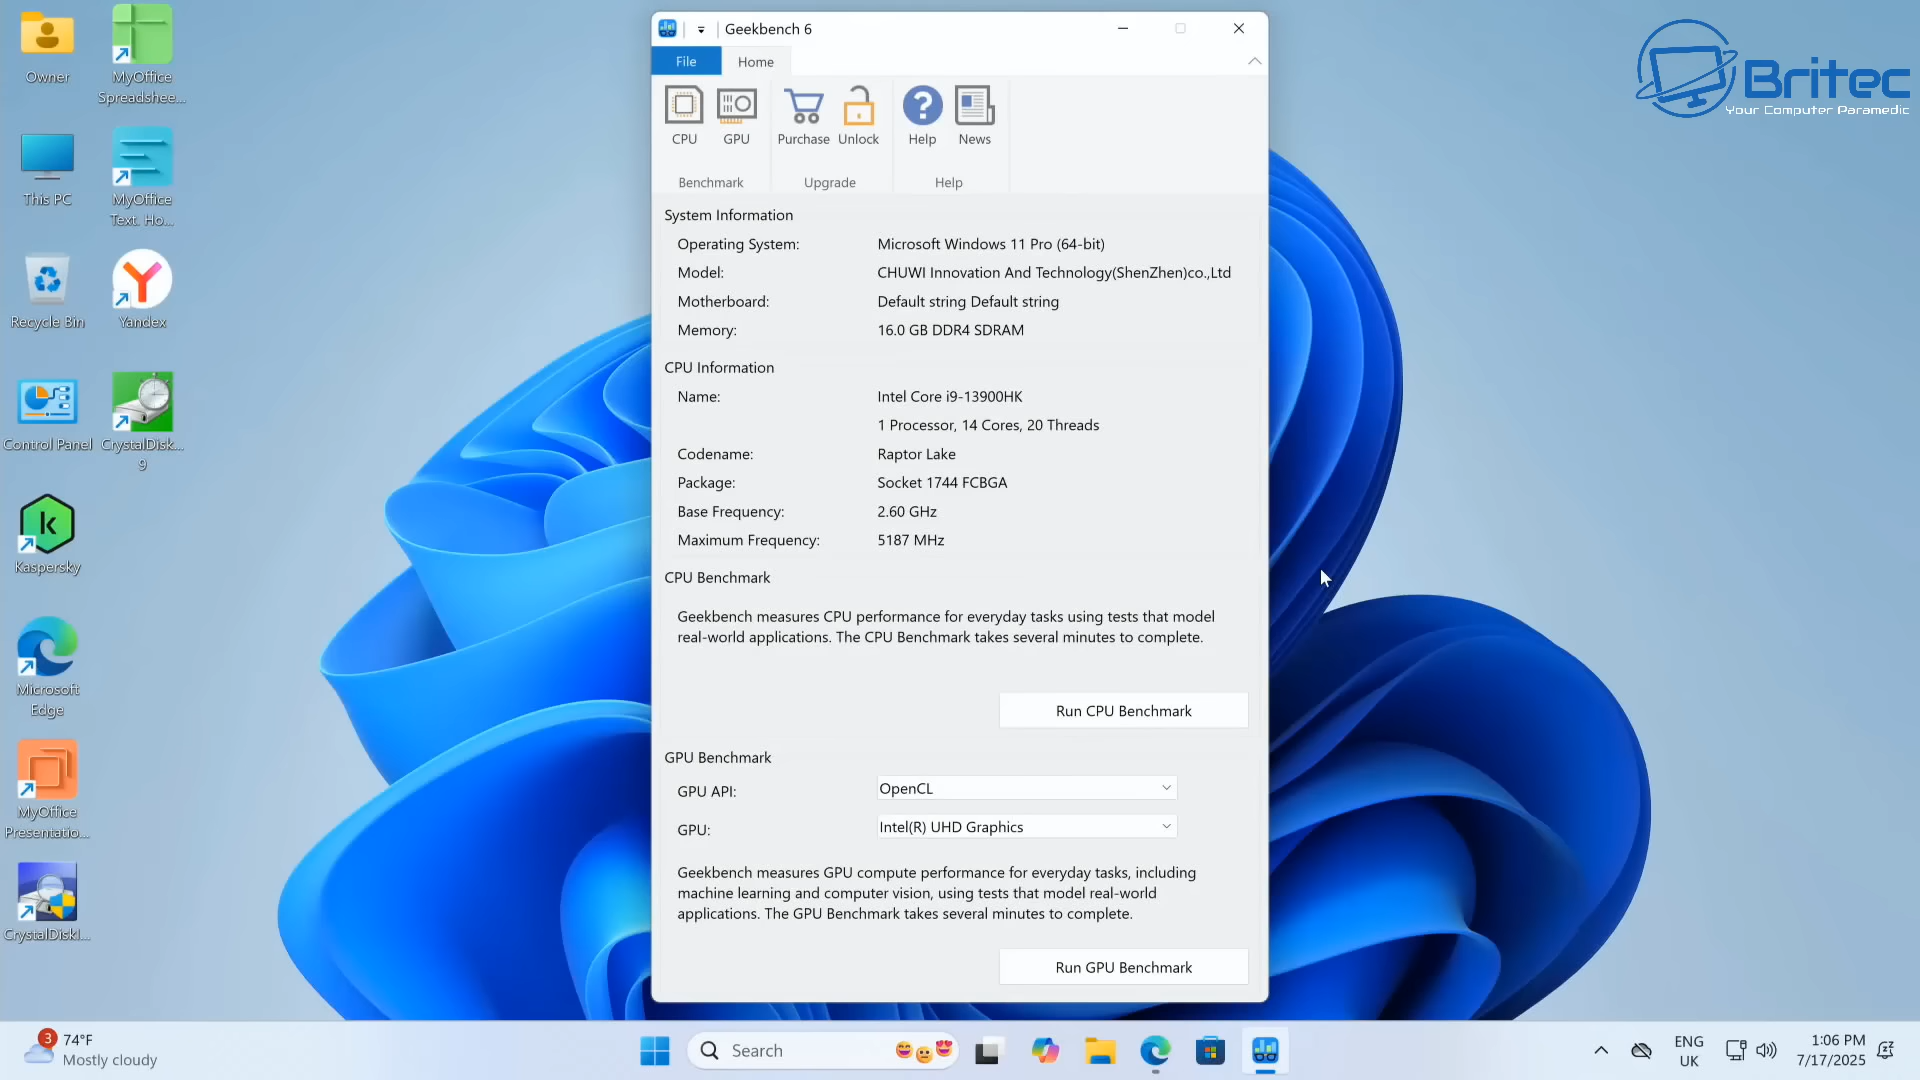 Owner
MyOffice
Spreadshee...
This PC
MyOffice
Text. Ho...
Recycle Bin
Yandex
Control Panel
CrystalDisk...
9
Kaspersky
Microsoft
Edge
MyOffice
Presentatio...
CrystalDiskI...
Geekbench 6
File
Home
CPU
GPU
Purchase
Unlock
Help
News
Benchmark
Upgrade
Help
System Information
Operating System: Microsoft Windows 11 Pro (64-bit)
Model: CHUWI Innovation And Technology(ShenZhen)co.,Ltd
Motherboard: Default string Default string
Memory: 16.0 GB DDR4 SDRAM
CPU Information
Name: Intel Core i9-13900HK
1 Processor, 14 Cores, 20 Threads
Codename: Raptor Lake
Package: Socket 1744 FCBGA
Base Frequency: 2.60 GHz
Maximum Frequency: 5187 MHz
CPU Benchmark
Geekbench measures CPU performance for everyday tasks using tests that model
real-world applications. The CPU Benchmark takes several minutes to complete.
Run CPU Benchmark
GPU Benchmark
GPU API: OpenCL
GPU: Intel(R) UHD Graphics
Geekbench measures GPU compute performance for everyday tasks, including
machine learning and computer vision, using tests that model real-world
applications. The GPU Benchmark takes several minutes to complete.
Run GPU Benchmark
Britec
Your Computer Paramedic
3
74°F
Mostly cloudy
Search
ENG
UK
1:06 PM
7/17/2025